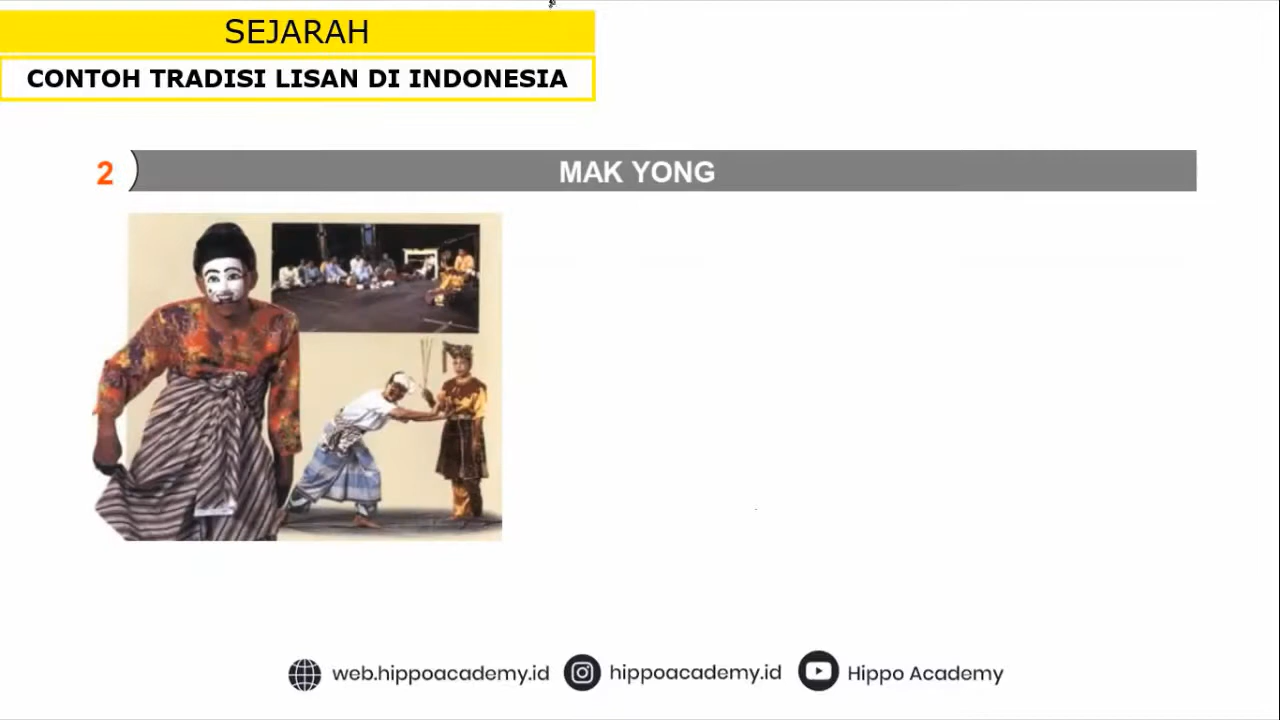 SEJARAH
CONTOH TRADISI LISAN DI INDONESIA
2
MAK YONG
web.hippoacademy.id
hippoacademy.id
Hippo Academy